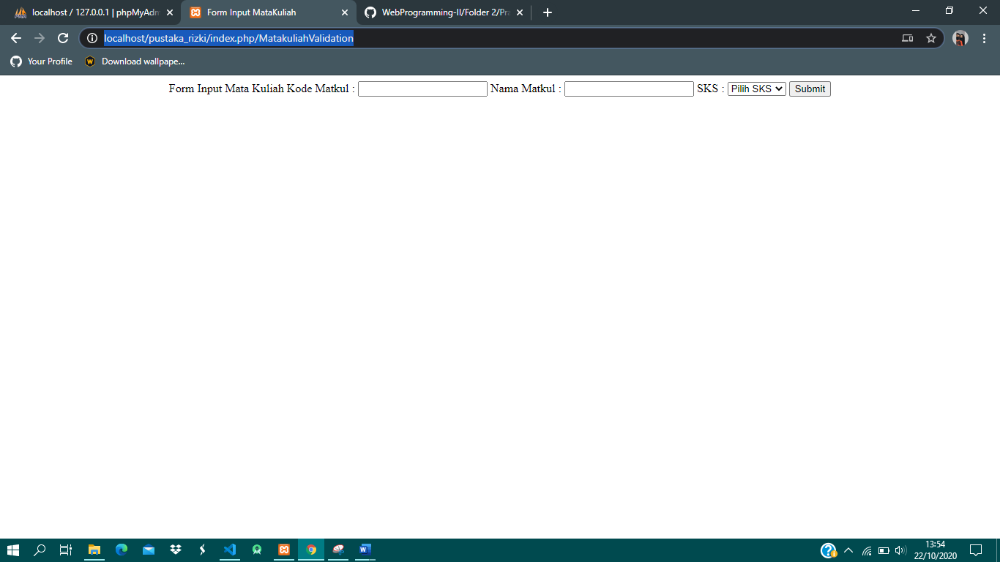 localhost / 127.0.0.1 | phpMyAdm
Form Input MataKuliah
WebProgramming-II/Folder 2/Pra
localhost/pustaka_rizki/index.php/MatakuliahValidation
Your Profile
Download wallpape...
Form Input Mata Kuliah Kode Matkul : Nama Matkul : SKS : Pilih SKS Submit
13:54
22/10/2020